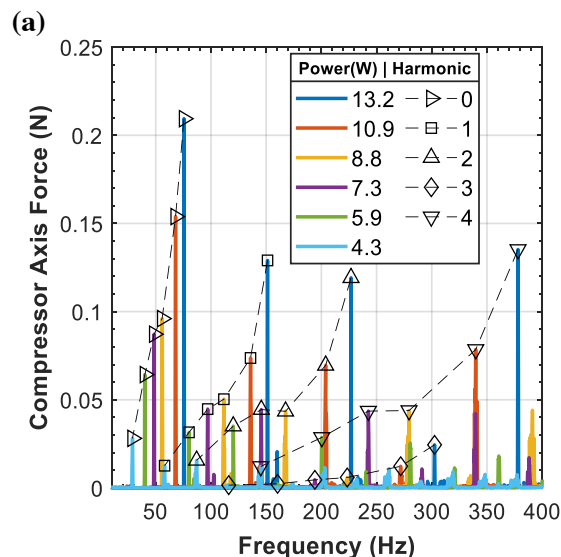 (a)
Compressor Axis Force (N)
0.25
0.2
0.15
0.1
0.05
0
Power(W) | Harmonic
13.2 0
10.9 1
8.8 2
7.3 3
5.9 4
4.3
50 100 150 200 250 300 350 400
Frequency (Hz)